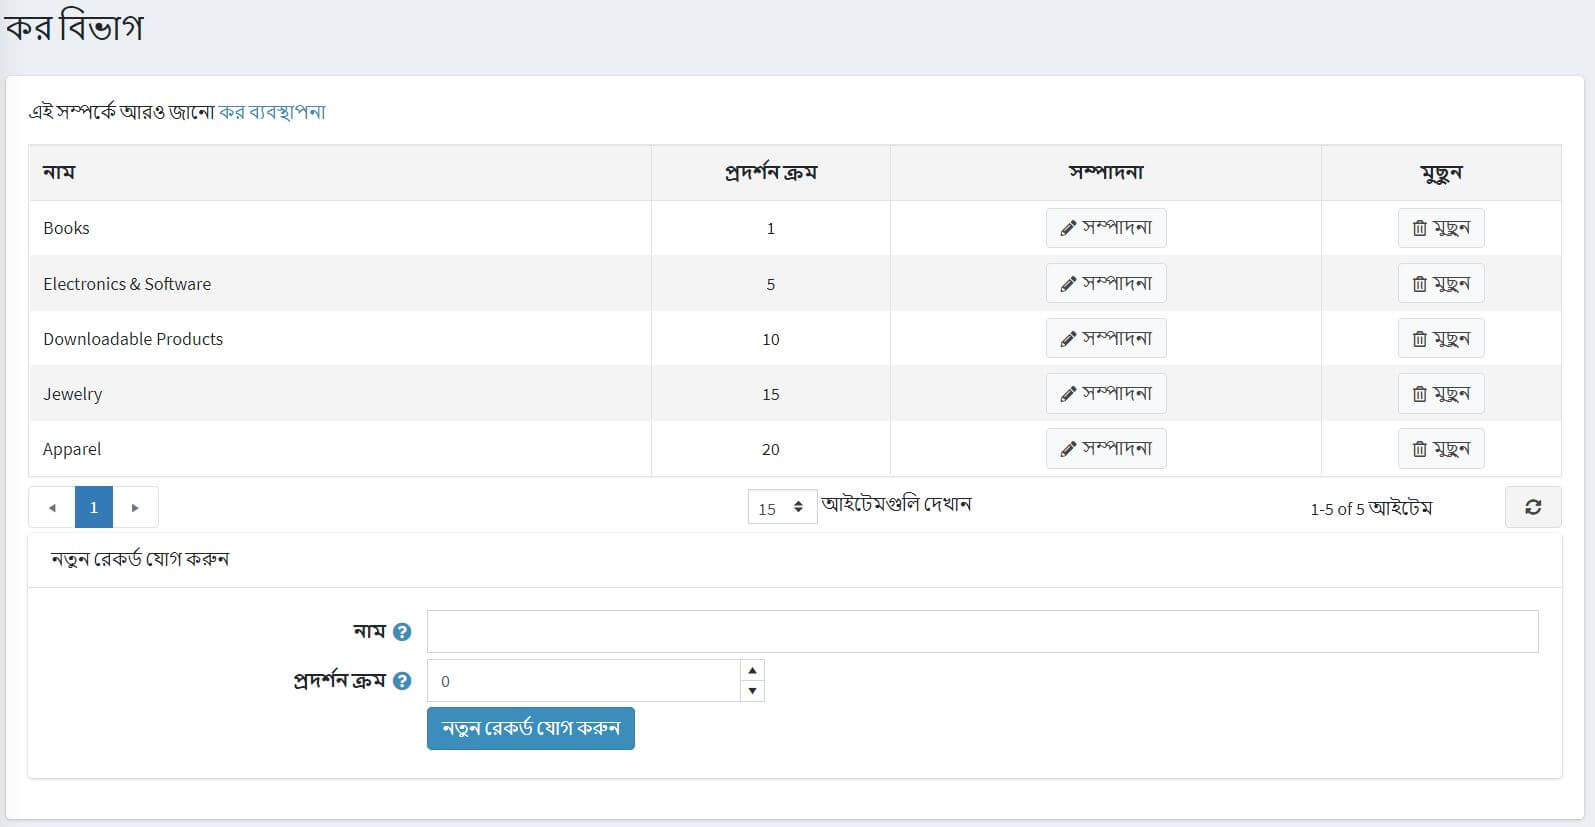 কর বিভাগ
এই সম্পর্কে আরও জানো কর ব্যবস্থাপনা
নাম প্রদর্শন ক্রম সম্পাদনা মুছুন
Books 1 সম্পাদনা মুছুন
Electronics & Software 5 সম্পাদনা মুছুন
Downloadable Products 10 সম্পাদনা মুছুন
Jewelry 15 সম্পাদনা মুছুন
Apparel 20 সম্পাদনা মুছুন
1 15 আইটেমগুলি দেখান 1-5 of 5 আইটেম
নতুন রেকর্ড যোগ করুন
নাম
প্রদর্শন ক্রম 0
নতুন রেকর্ড যোগ করুন